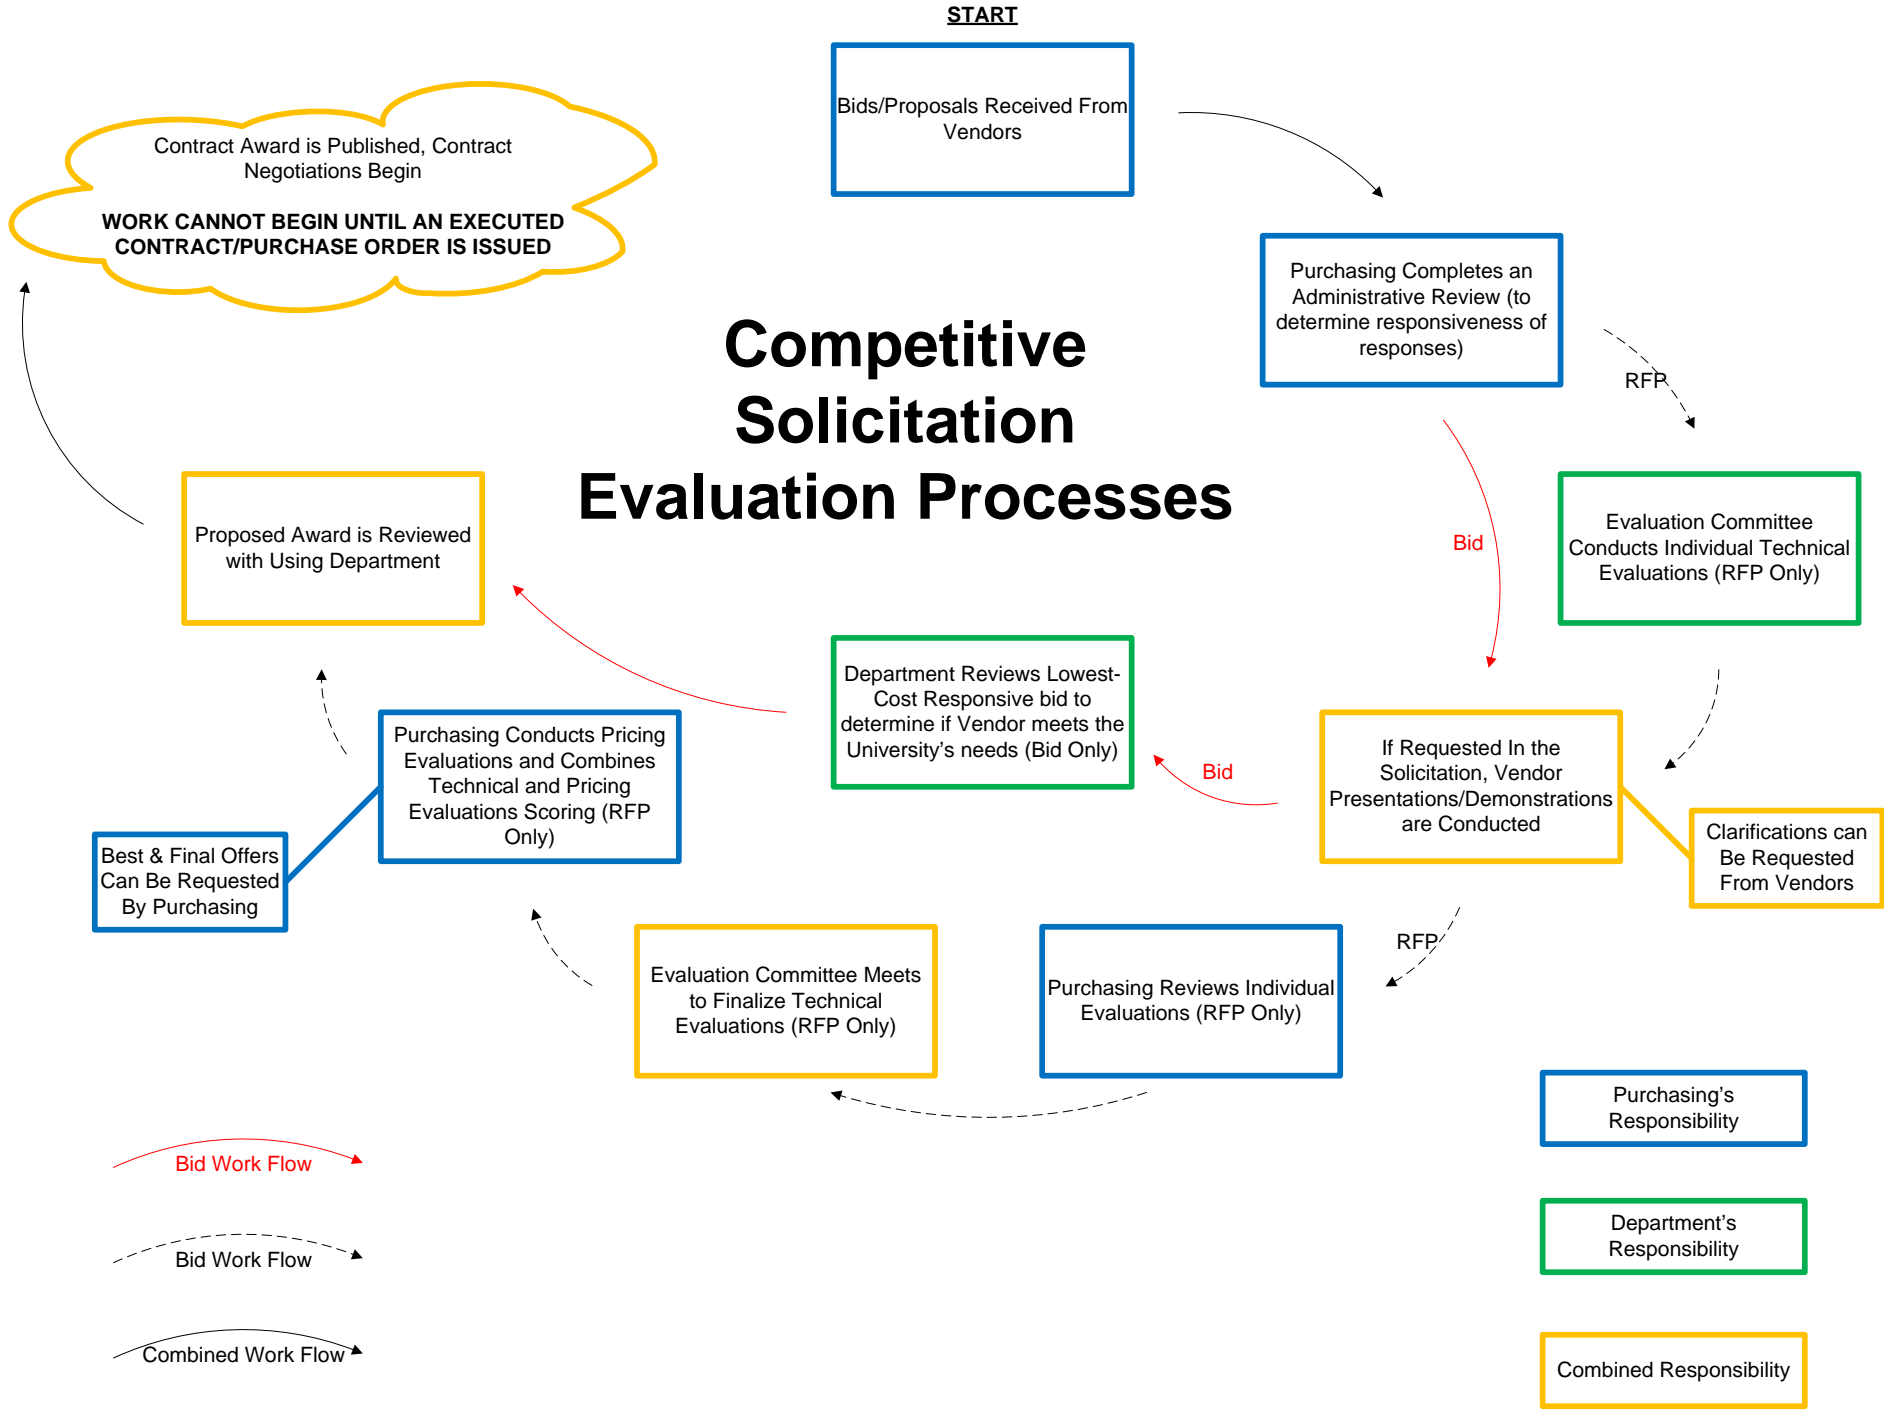 START
Bids/Proposals Received From
Vendors
Contract Award is Published, Contract
Negotiations Begin
WORK CANNOT BEGIN UNTIL AN EXECUTED
CONTRACT/PURCHASE ORDER IS ISSUED
Purchasing Completes an
Administrative Review (to
determine responsiveness of
responses)
Competitive
Solicitation
Evaluation Processes
RFP
Bid
Evaluation Committee
Conducts Individual Technical
Evaluations (RFP Only)
Proposed Award is Reviewed
with Using Department
Department Reviews Lowest-
Cost Responsive bid to
determine if Vendor meets the
University's needs (Bid Only)
Bid
If Requested In the
Solicitation, Vendor
Presentations/Demonstrations
are Conducted
Clarifications can
Be Requested
From Vendors
Purchasing Conducts Pricing
Evaluations and Combines
Technical and Pricing
Evaluations Scoring (RFP
Only)
Best & Final Offers
Can Be Requested
By Purchasing
RFP
Evaluation Committee Meets
to Finalize Technical
Evaluations (RFP Only)
Purchasing Reviews Individual
Evaluations (RFP Only)
Purchasing's
Responsibility
Bid Work Flow
Department's
Responsibility
Bid Work Flow
Combined Work Flow
Combined Responsibility